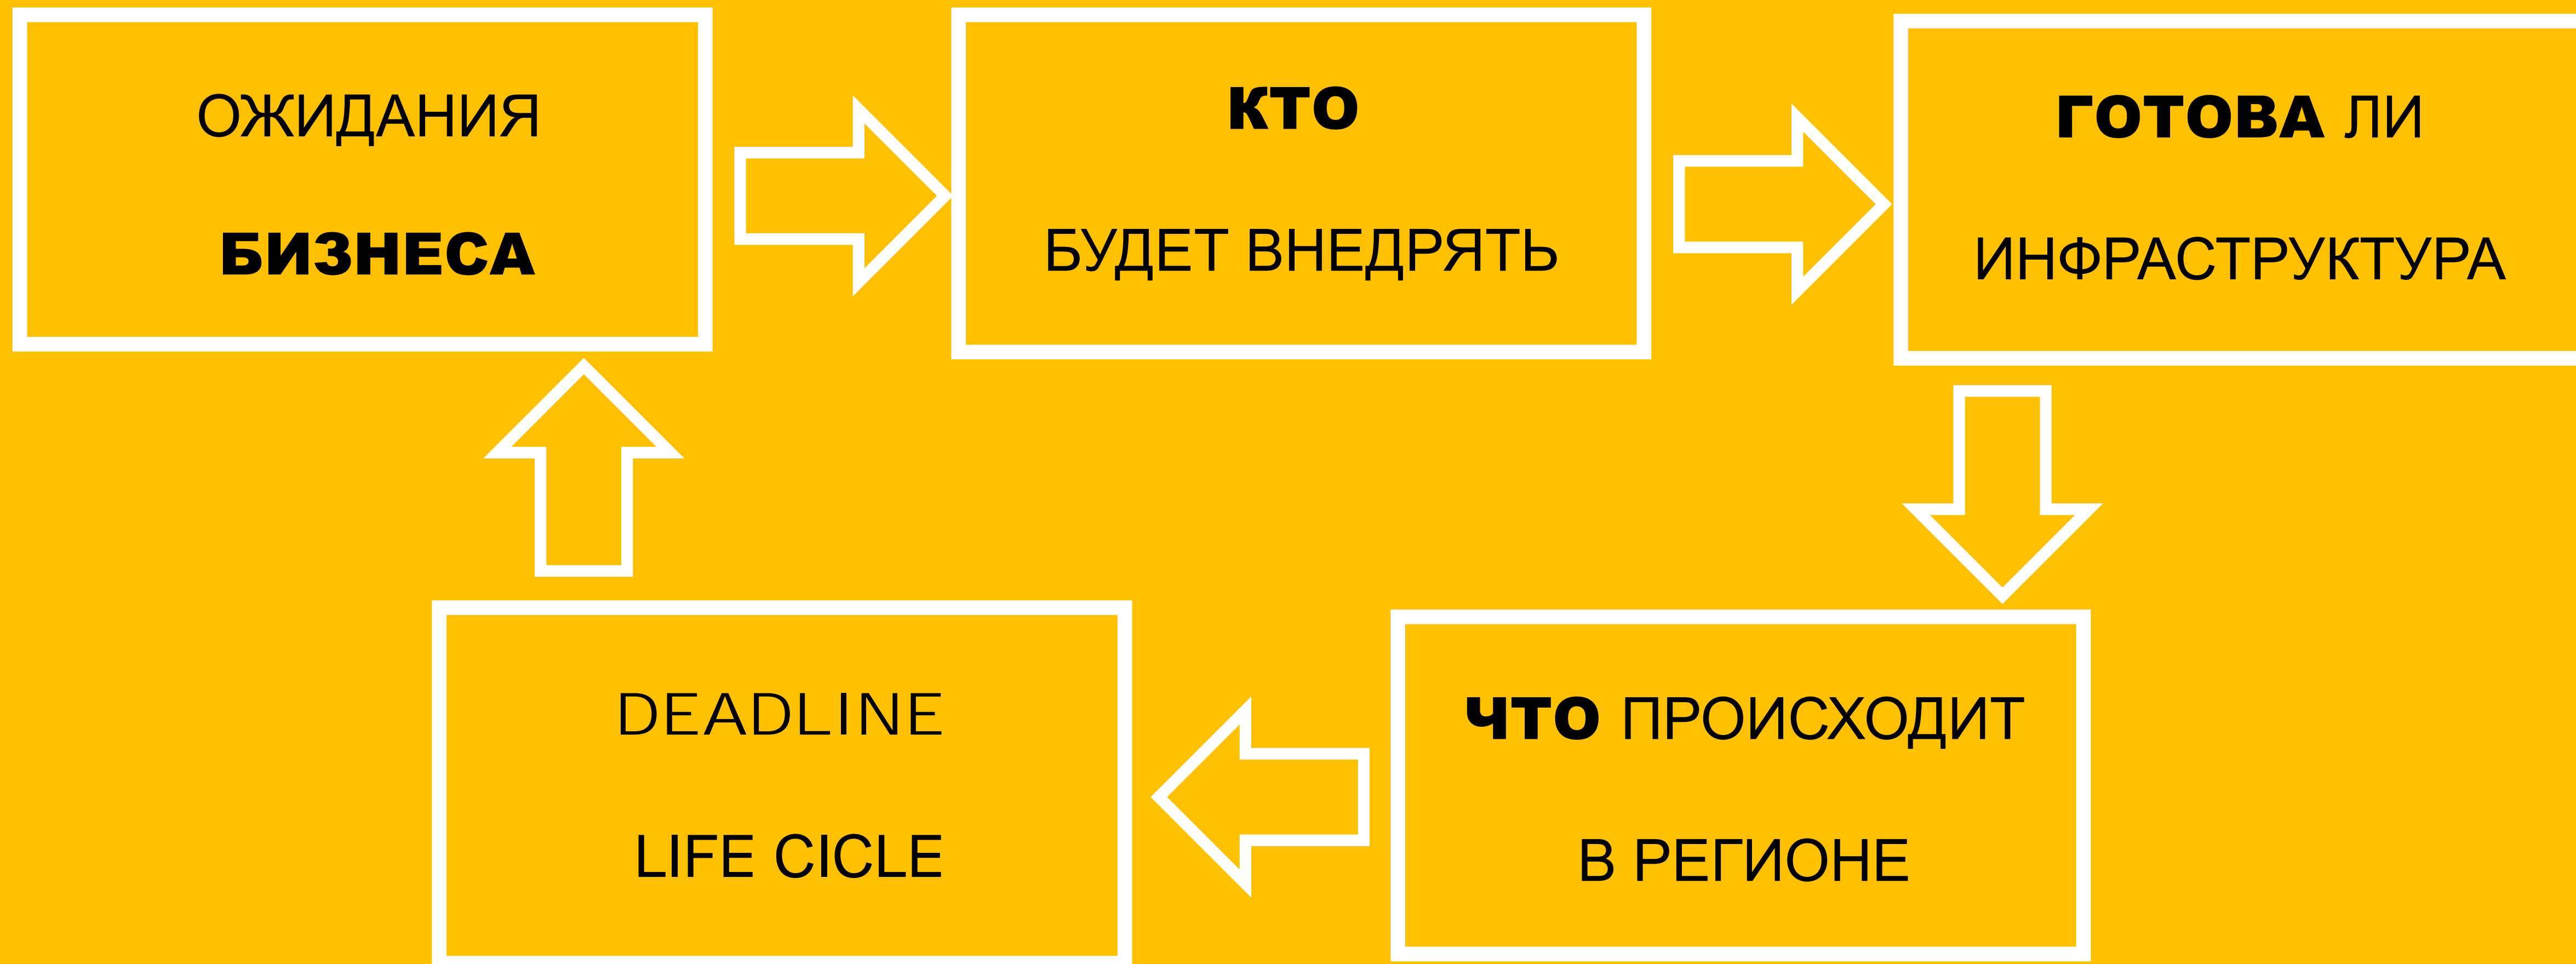 ОЖИДАНИЯ
БИЗНЕСА
КТО
БУДЕТ ВНЕДРЯТЬ
ГОТОВА ЛИ
ИНФРАСТРУКТУРА
ЧТО ПРОИСХОДИТ
В РЕГИОНЕ
DEADLINE
LIFE CICLE